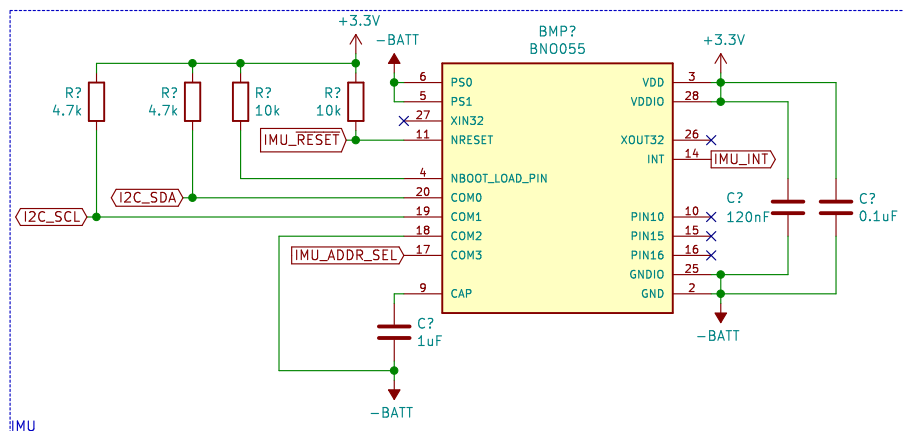 +3.3V
-BATT
BMP?
BNO055
+3.3V
R?
4.7k
R?
4.7k
R?
10k
R?
10k
6
PS0
5
PS1
27
XIN32
11
NRESET
4
NBOOT_LOAD_PIN
20
COM0
19
COM1
18
COM2
17
COM3
9
CAP
VDD
3
VDDIO
28
XOUT32
26
INT
14
PIN10
10
PIN15
15
PIN16
16
GNDIO
25
GND
2
IMU_RESET
I2C_SDA
I2C_SCL
IMU_ADDR_SEL
IMU_INT
C?
120nF
C?
0.1uF
C?
1uF
-BATT
-BATT
IMU